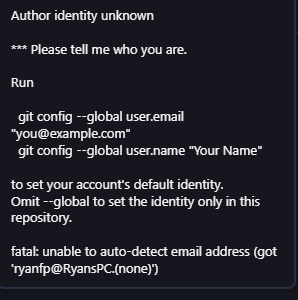 Author identity unknown
*** Please tell me who you are.
Run
git config --global user.email
"you@example.com"
git config --global user.name "Your Name"
to set your account's default identity.
Omit --global to set the identity only in this
repository.
fatal: unable to auto-detect email address (got
'ryanfp@RyansPC.(none)')